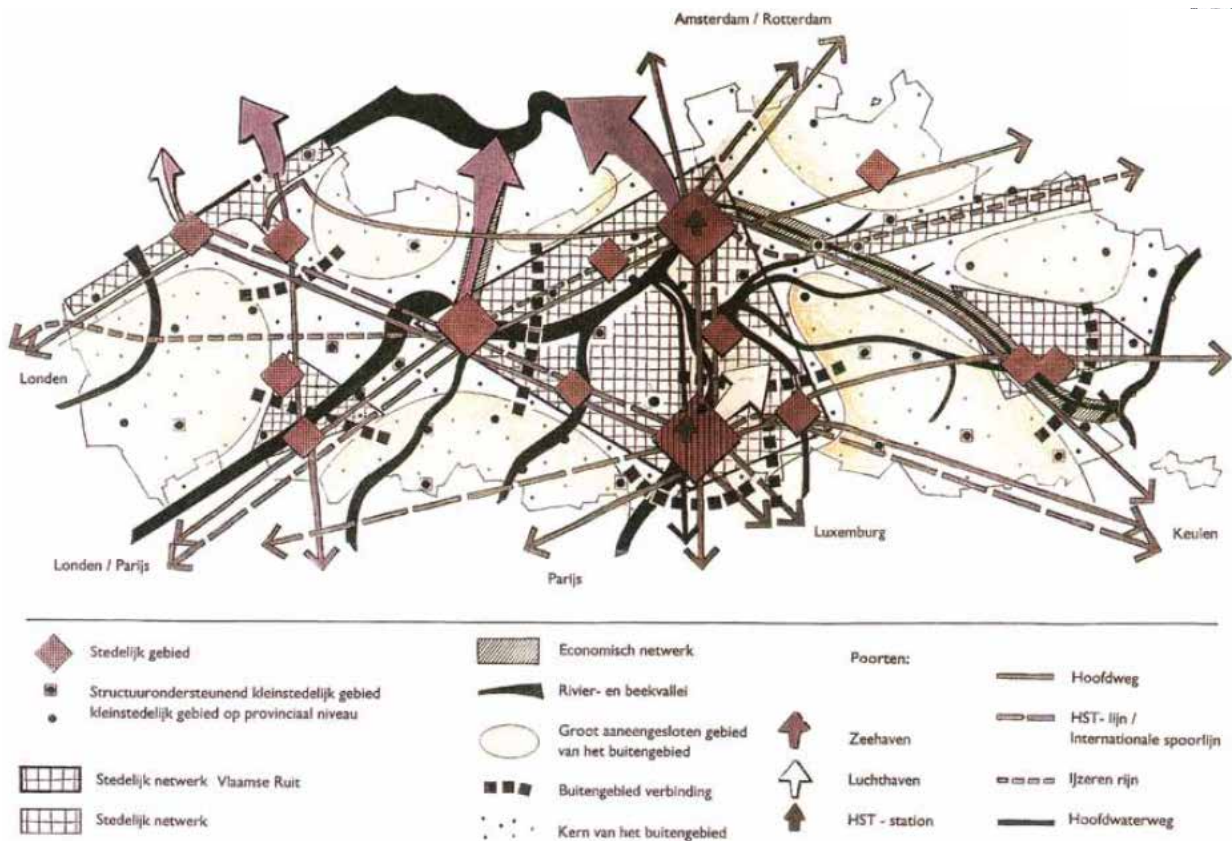 Amsterdam / Rotterdam
Londen
Luxemburg
Keulen
Londen / Parijs
Parijs
Stedelijk gebied
Structuurondersteunend kleinstedelijk gebied
kleinstedelijk gebied op provinciaal niveau
Stedelijk netwerk Vlaamse Ruit
Stedelijk netwerk
Economisch netwerk
Rivier- en beekvallei
Groot aaneengesloten gebied
van het buitengebied
Buitengebied verbinding
Kern van het buitengebied
Poorten:
Zeehaven
Luchthaven
HST - station
Hoofdweg
HST- lijn /
Internationale spoorlijn
IJzeren rijn
Hoofdwaterweg